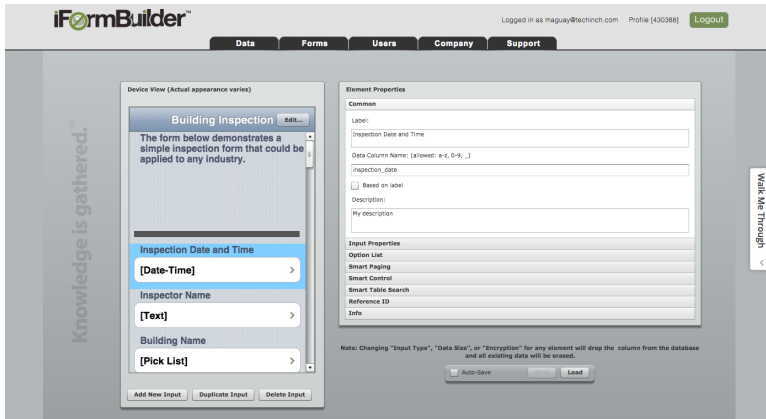 iFormBuilder™
Logged in as maguay@techinch.com Profile [430388] Logout
Data Forms Users Company Support
Knowledge is gathered.™
Device View (Actual appearance varies)
Building Inspection Edit...
The form below demonstrates a
simple inspection form that could be
applied to any industry.
Inspection Date and Time
[Date-Time]
Inspector Name
[Text]
Building Name
[Pick List]
Add New Input Duplicate Input Delete Input
Element Properties
Common
Label:
Inspection Date and Time
Data Column Name: (allowed: a-z, 0-9, _)
inspection_date
Based on label
Description:
My description
Input Properties
Option List
Smart Paging
Smart Control
Smart Table Search
Reference ID
Info
Note: Changing "Input Type", "Data Size", or "Encryption" for any element will drop the column from the database
and all existing data will be erased.
Auto-Save Load
Walk Me Through